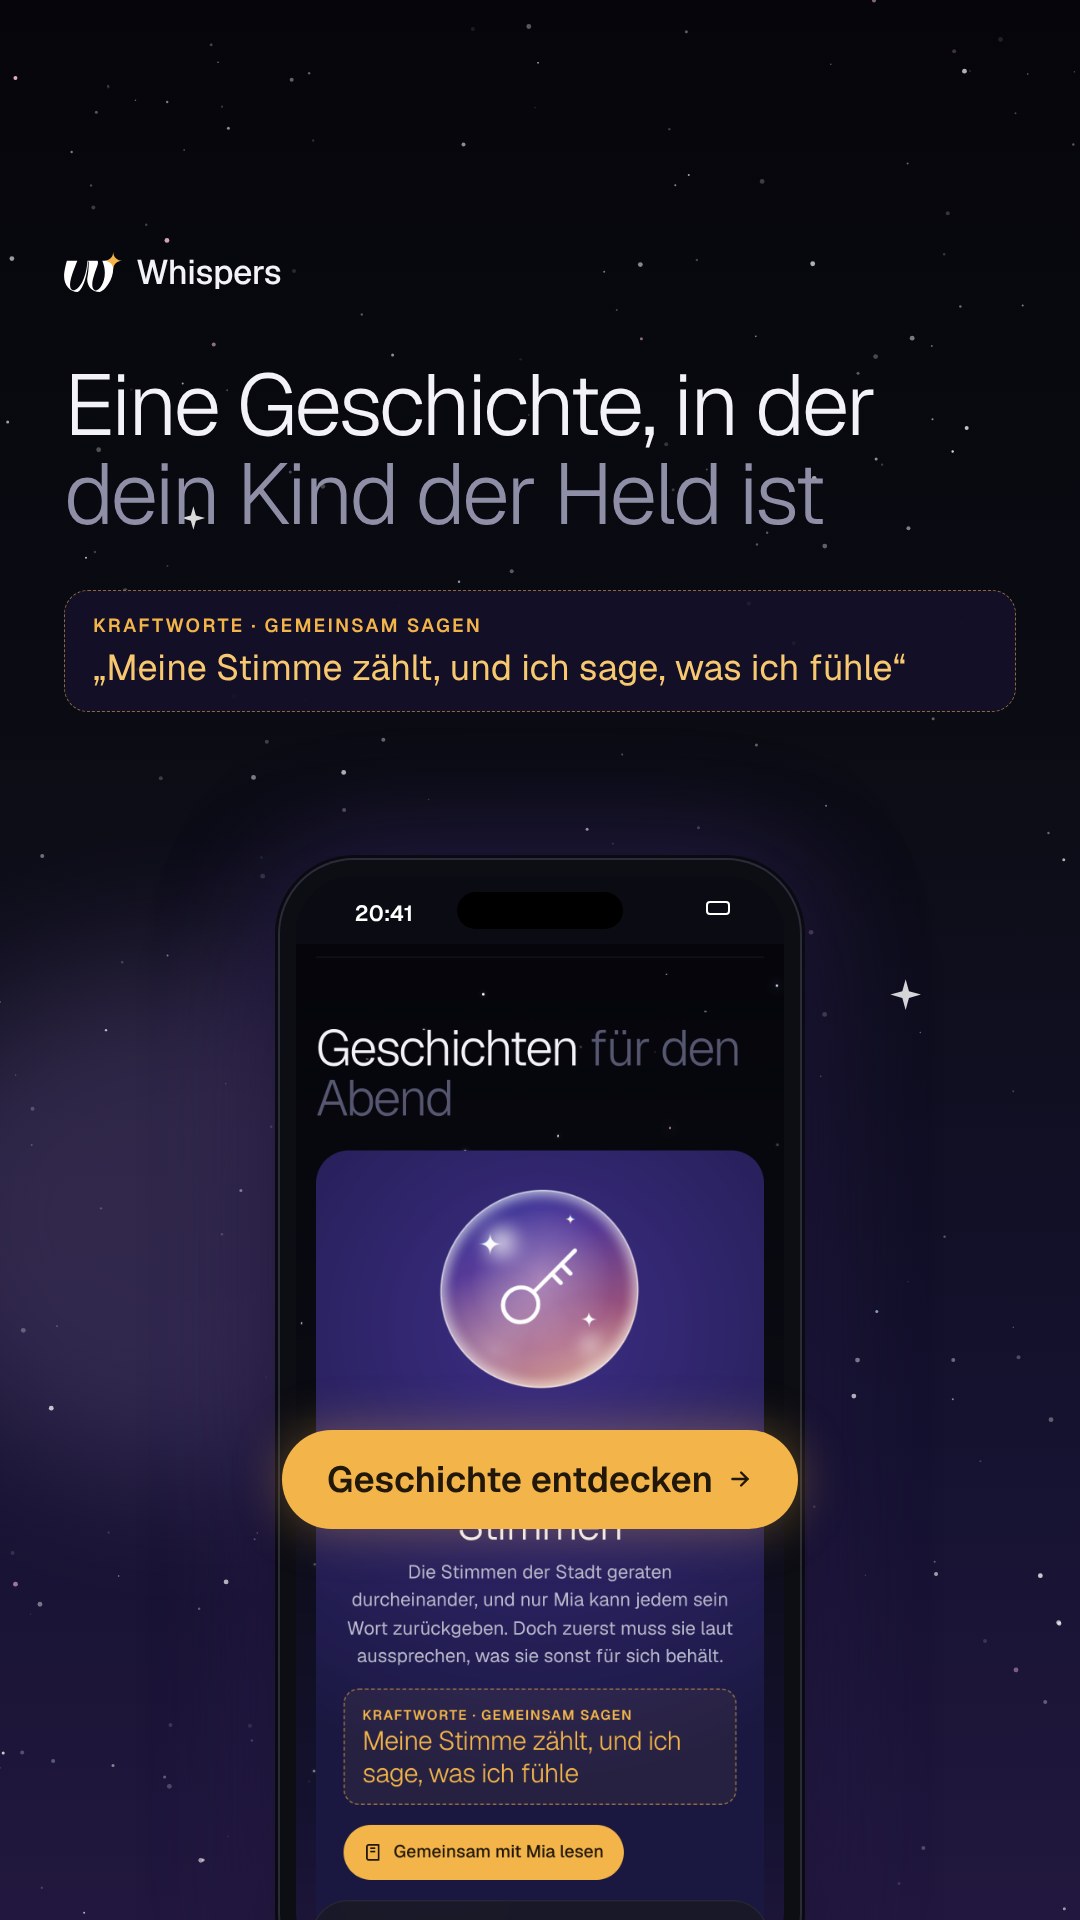 Whispers
Eine Geschichte, in der
dein Kind der Held ist
KRAFTWORTE · GEMEINSAM SAGEN
„Meine Stimme zählt, und ich sage, was ich fühle“
20:41
Geschichten für den
Abend
Geschichte entdecken →
Stimmen
Die Stimmen der Stadt geraten
durcheinander, und nur Mia kann jedem sein
Wort zurückgeben. Doch zuerst muss sie laut
aussprechen, was sie sonst für sich behält.
KRAFTWORTE · GEMEINSAM SAGEN
Meine Stimme zählt, und ich
sage, was ich fühle
Gemeinsam mit Mia lesen